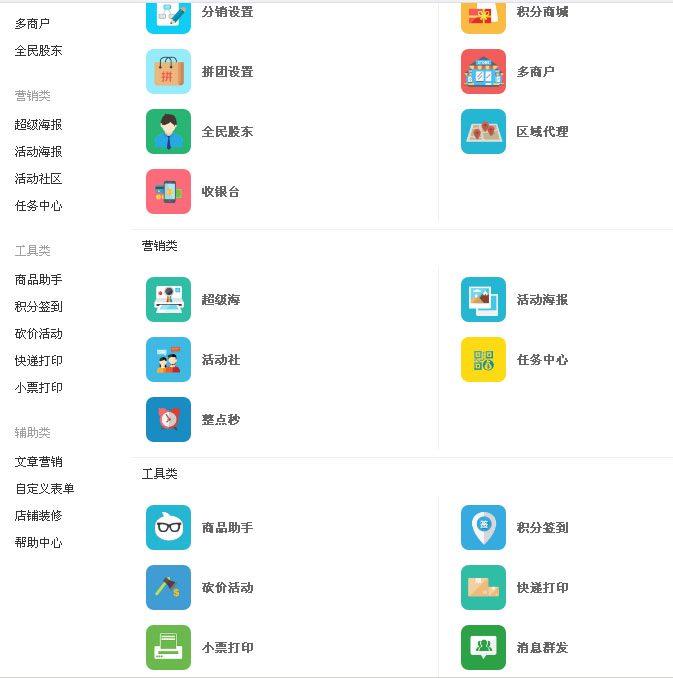 多商户
全民股东
营销类
超级海报
活动海报
活动社区
任务中心
工具类
商品助手
积分签到
砍价活动
快递打印
小票打印
辅助类
文章营销
自定义表单
店铺装修
帮助中心
分销设置
积分商城
拼
拼团设置
STORE
多商户
全民股东
区域代理
收银台
营销类
超级海
活动海报
活动社
任务中心
整点秒
工具类
商品助手
签
积分签到
砍价活动
快递打印
小票打印
消息群发